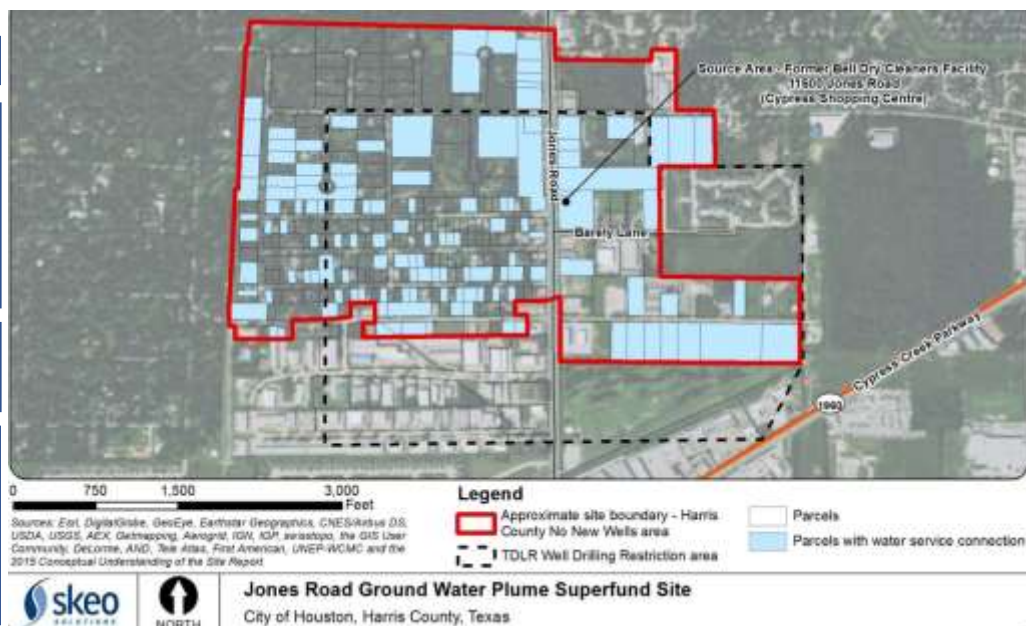 Source Area - Former Bell Dry Cleaners Facility
11600 Jones Road
(Cypress Shopping Centre)
Jones Road
Barely Lane
Cypress Creek Parkway
1960
0 750 1,500 3,000
Feet
Sources: Esri, DigitalGlobe, GeoEye, Earthstar Geographics, CNES/Airbus DS,
USDA, USGS, AEX, Getmapping, Aerogrid, IGN, IGP, swisstopo, the GIS User
Community, DeLorme, AND, Tele Atlas, First American, UNEP-WCMC and the
2015 Conceptual Understanding of the Site Report
Legend
Approximate site boundary - Harris
County No New Wells area
TDLR Well Drilling Restriction area
Parcels
Parcels with water service connection
skeo
SOLUTIONS
NORTH
Jones Road Ground Water Plume Superfund Site
City of Houston, Harris County, Texas